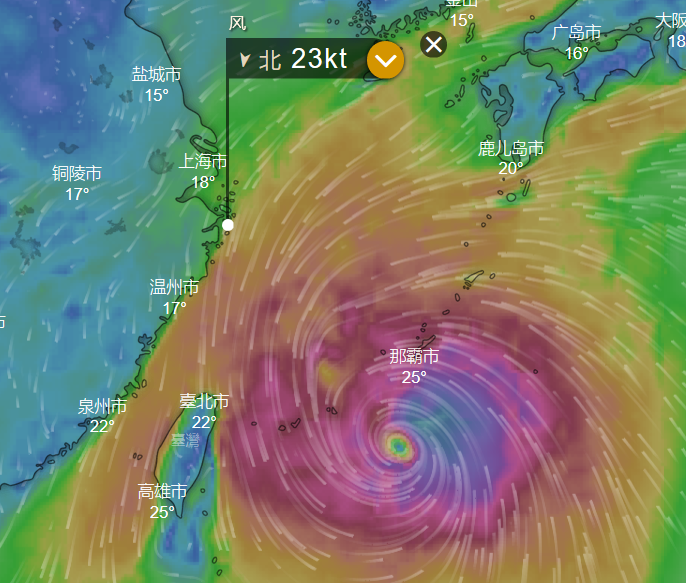 金山
15°
风
广岛市
16°
大阪
18
北 23kt
盐城市
15°
上海市
18°
鹿儿岛市
20°
铜陵市
17°
温州市
17°
市
那霸市
25°
泉州市
22°
臺北市
22°
臺灣
高雄市
25°